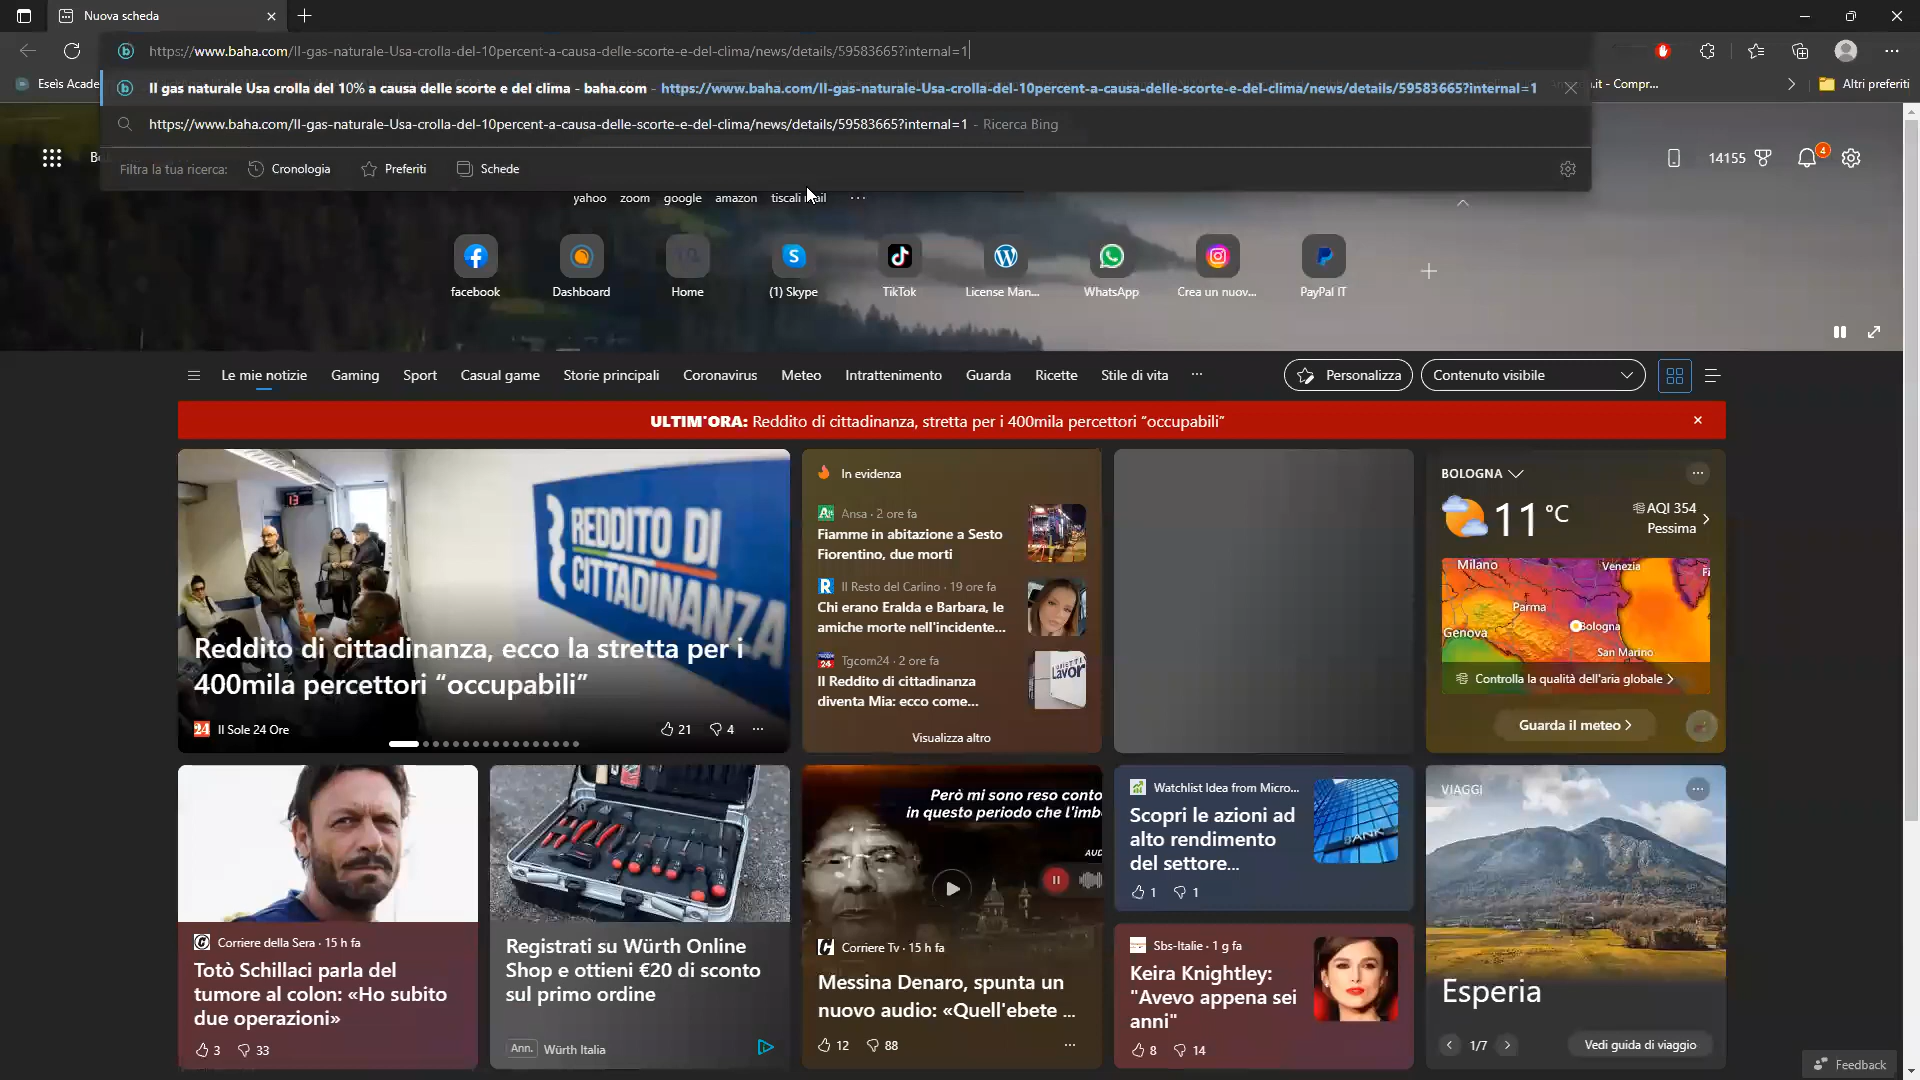 Nuova scheda
https://www.baha.com/Il-gas-naturale-Usa-crolla-del-10percent-a-causa-delle-scorte-e-del-clima/news/details/59583665?internal=1
Eseìs Acade
Il gas naturale Usa crolla del 10% a causa delle scorte e del clima - baha.com - https://www.baha.com/Il-gas-naturale-Usa-crolla-del-10percent-a-causa-delle-scorte-e-del-clima/news/details/59583665?internal=1
.it - Compr...
Altri preferiti
https://www.baha.com/Il-gas-naturale-Usa-crolla-del-10percent-a-causa-delle-scorte-e-del-clima/news/details/59583665?internal=1 - Ricerca Bing
Filtra la tua ricerca:
Cronologia
Preferiti
Schede
14155
4
yahoo zoom google amazon tiscali
facebook
Dashboard
Home
(1) Skype
TikTok
License Man...
WhatsApp
Crea un nuov...
PayPal IT
Le mie notizie
Gaming
Sport
Casual game
Storie principali
Coronavirus
Meteo
Intrattenimento
Guarda
Ricette
Stile di vita
Personalizza
Contenuto visibile
ULTIM'ORA: Reddito di cittadinanza, stretta per i 400mila percettori “occupabili”
13
REDDITO DI
CITTADINANZA
Reddito di cittadinanza, ecco la stretta per i
400mila percettori “occupabili”
24 Il Sole 24 Ore
21
4
In evidenza
Ansa · 2 ore fa
Fiamme in abitazione a Sesto
Fiorentino, due morti
Il Resto del Carlino · 19 ore fa
Chi erano Eralda e Barbara, le
amiche morte nell'incidente...
Tgcom24 · 2 ore fa
Il Reddito di cittadinanza
diventa Mia: ecco come...
Visualizza altro
BOLOGNA
11 °C
AQI 354
Pessima
Milano
Venezia
Fi
Parma
Bologna
Genova
San Marino
Controlla la qualità dell'aria globale
Guarda il meteo
Corriere della Sera · 15 h fa
Totò Schillaci parla del
tumore al colon: «Ho subito
due operazioni»
3
33
Registrati su Würth Online
Shop e ottieni €20 di sconto
sul primo ordine
Ann. Würth Italia
Però mi sono reso conto
in questo periodo che l'imb
AUD
Corriere Tv · 15 h fa
Messina Denaro, spunta un
nuovo audio: «Quell'ebete ...
12
88
Watchlist Idea from Micro...
Scopri le azioni ad
alto rendimento
del settore...
BANK
1
1
Sbs-Italie · 1 g fa
Keira Knightley:
"Avevo appena sei
anni"
8
14
VIAGGI
Esperia
1/7
Vedi guida di viaggio
Feedback